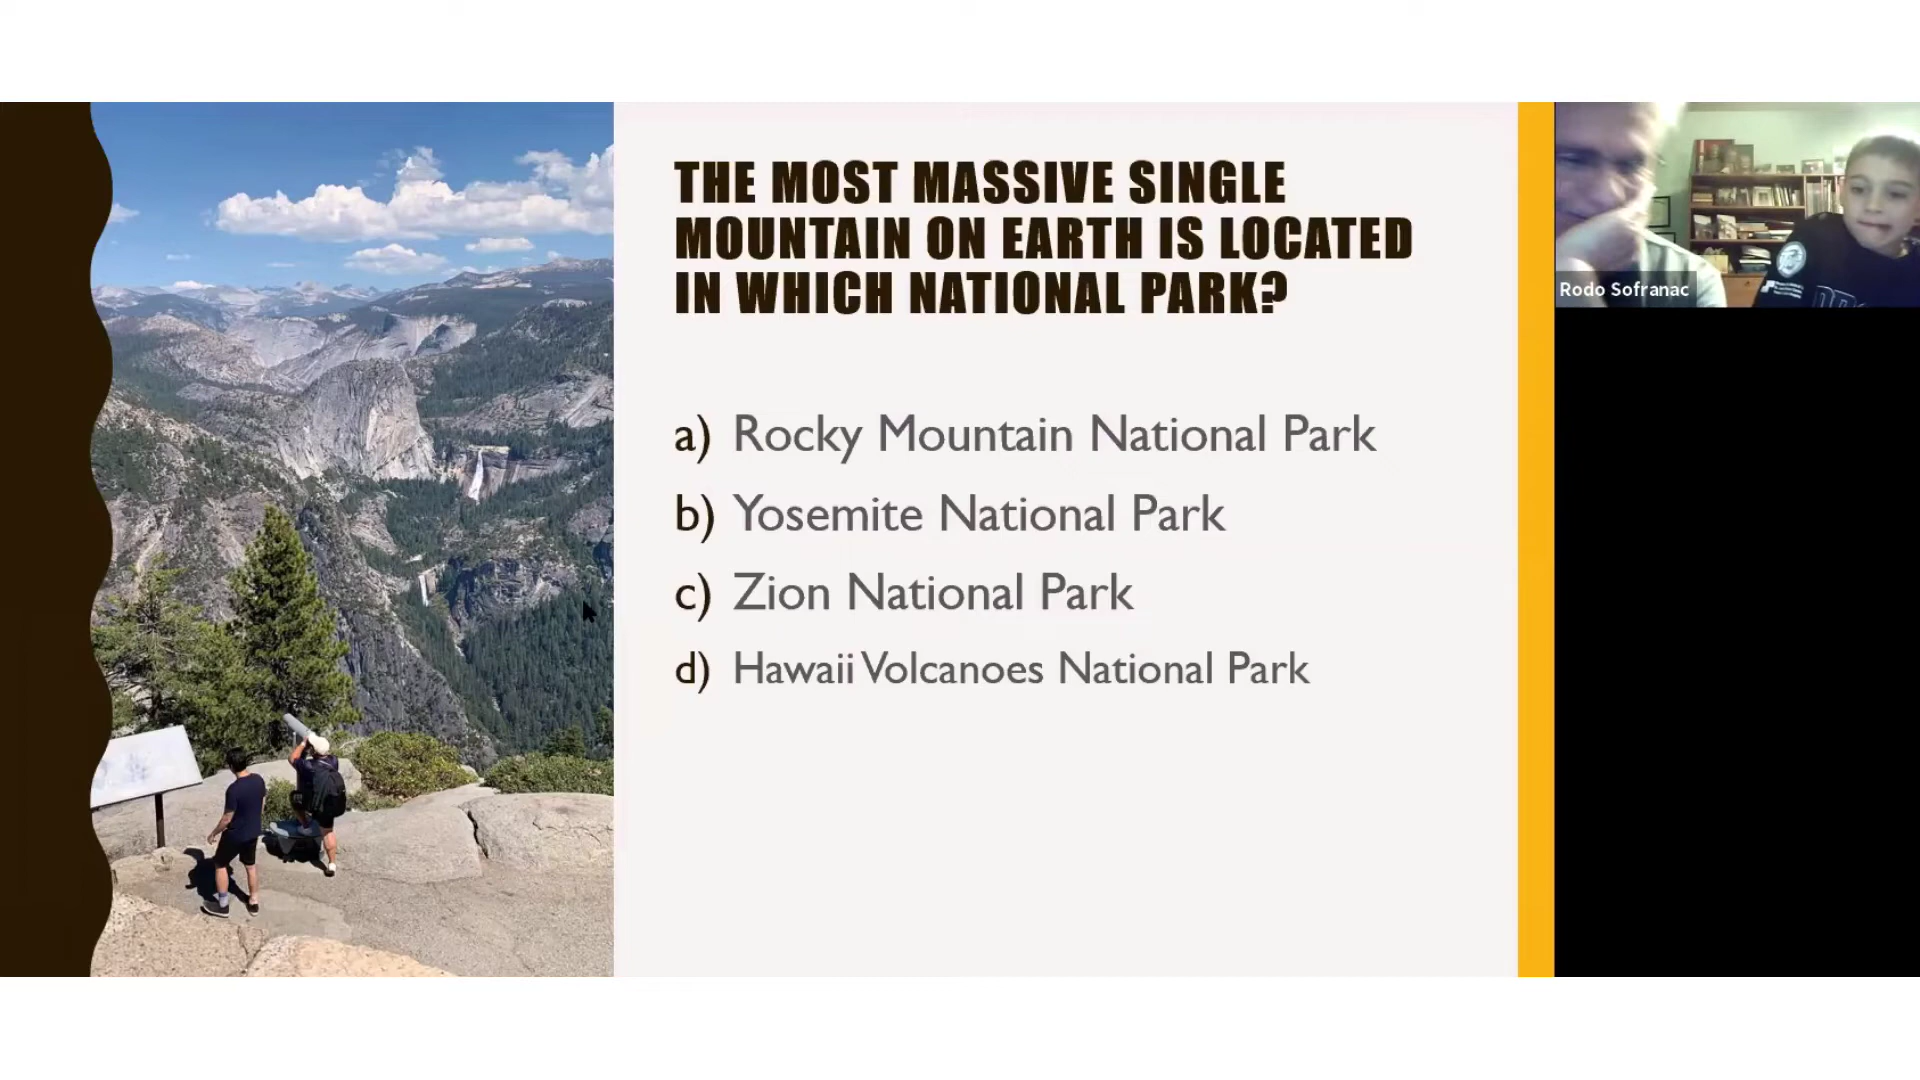 THE MOST MASSIVE SINGLE
MOUNTAIN ON EARTH IS LOCATED
IN WHICH NATIONAL PARK?
a) Rocky Mountain National Park
b) Yosemite National Park
c) Zion National Park
d) Hawaii Volcanoes National Park
Rodo Sofranac